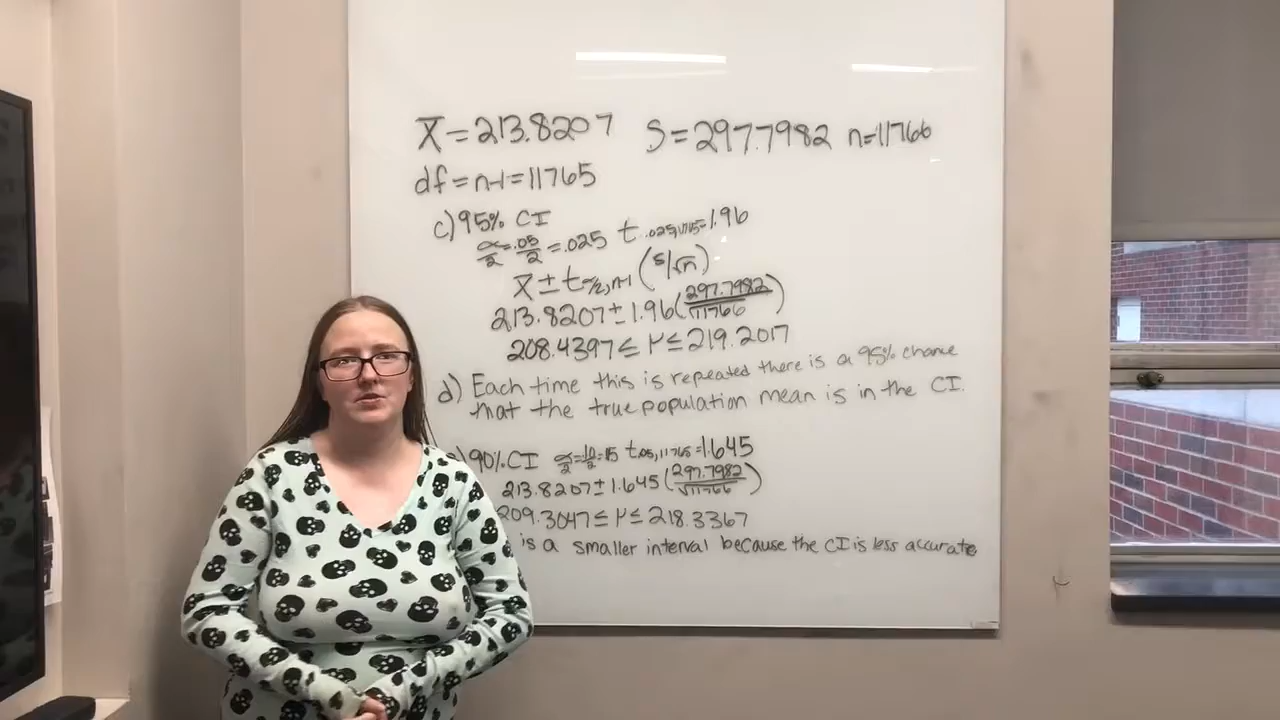 X̄ = 213.8207 S = 297.7982 n=11766
df = n-1 = 11765
c) 95% CI
α/2 = .05/2 = .025 t .025,11765 = 1.96
X̄ ± t α/2, n-1 (s/√n)
213.8207 ± 1.96 (297.7982/√11766)
208.4397 ≤ μ ≤ 219.2017
d) Each time this is repeated there is a 95% chance
that the true population mean is in the CI.
) 90% CI α/2 = .10/2 = .05 t.05, 11765 = 1.645
213.8207 ± 1.645 (297.7982/√11766)
209.3047 ≤ μ ≤ 218.3367
is a smaller interval because the CI is less accurate